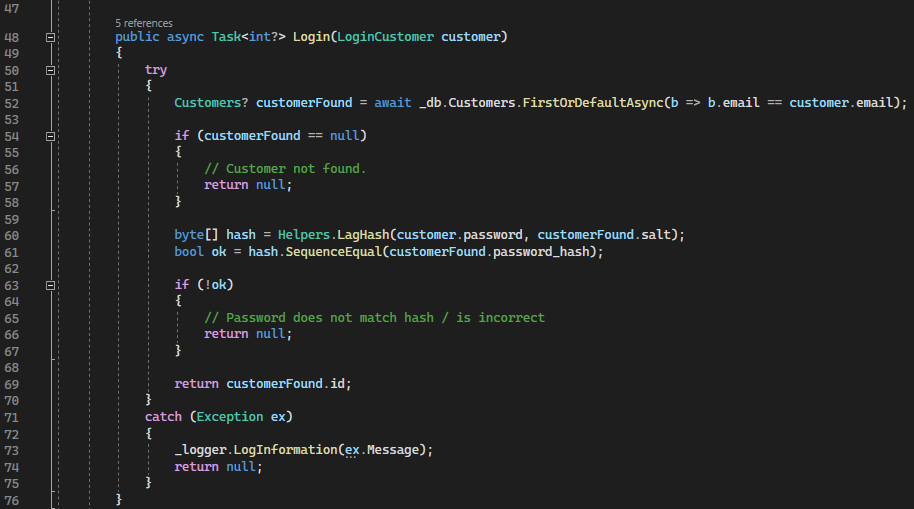 47
5 references
48 public async Task<int?> Login(LoginCustomer customer)
49 {
50 try
51 {
52 Customers? customerFound = await _db.Customers.FirstOrDefaultAsync(b => b.email == customer.email);
53
54 if (customerFound == null)
55 {
56 // Customer not found.
57 return null;
58 }
59
60 byte[] hash = Helpers.LagHash(customer.password, customerFound.salt);
61 bool ok = hash.SequenceEqual(customerFound.password_hash);
62
63 if (!ok)
64 {
65 // Password does not match hash / is incorrect
66 return null;
67 }
68
69 return customerFound.id;
70 }
71 catch (Exception ex)
72 {
73 _logger.LogInformation(ex.Message);
74 return null;
75 }
76 }